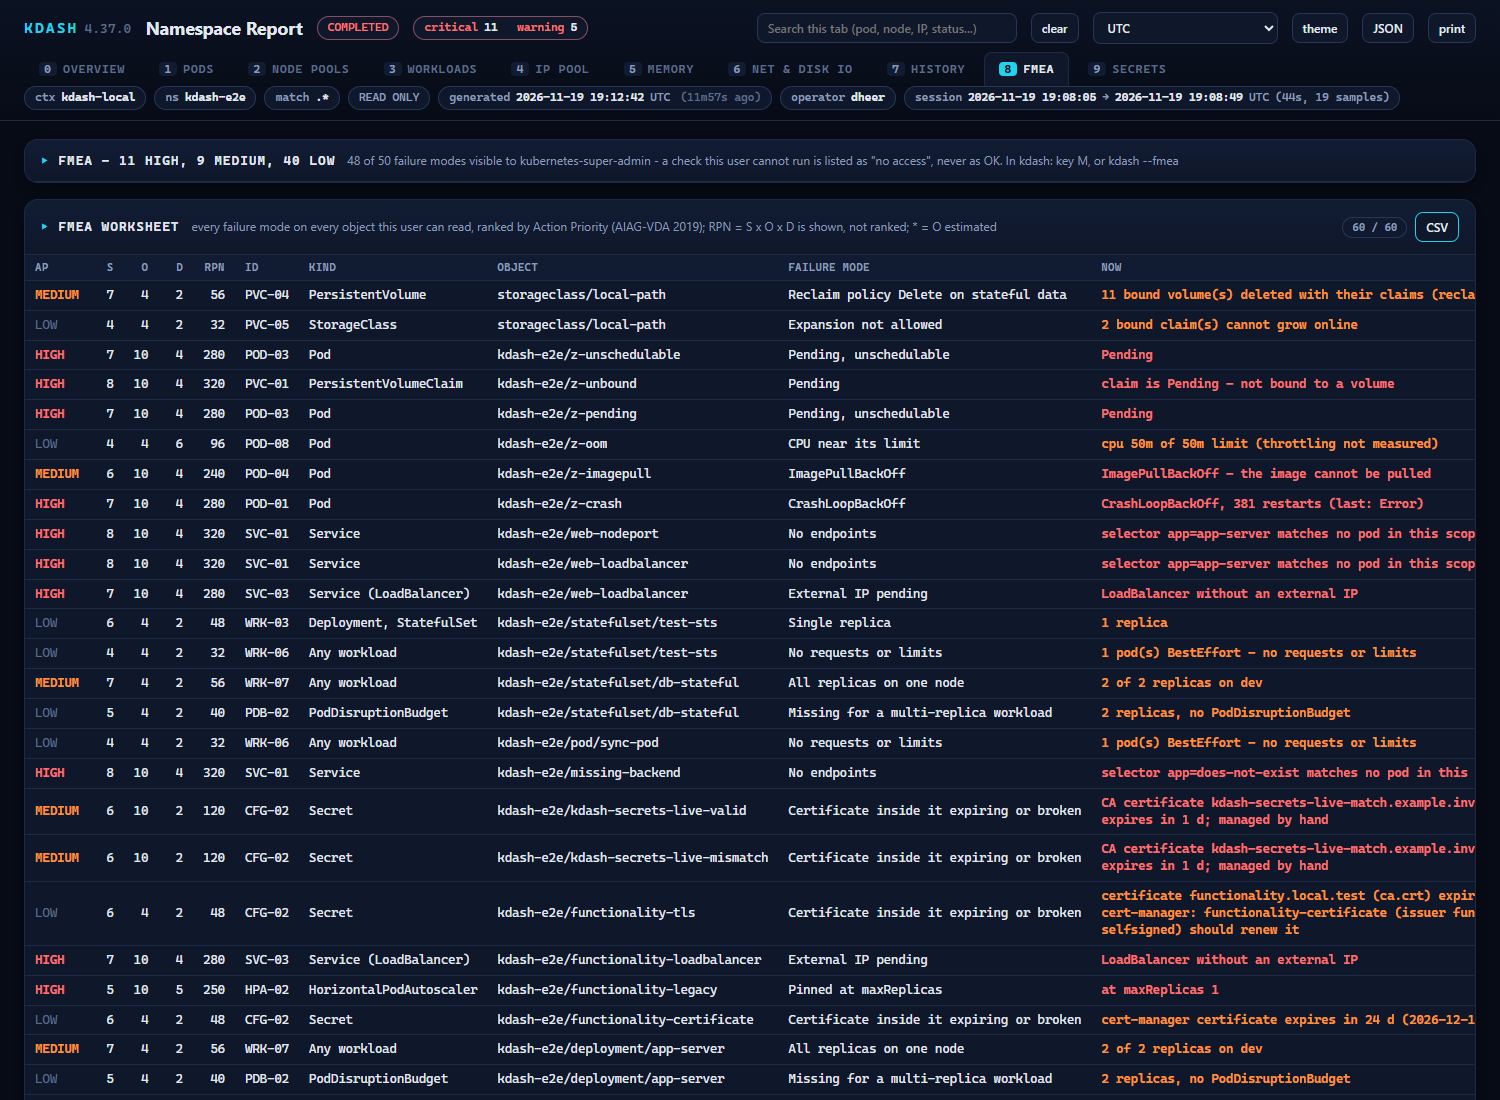 KDASH 4.37.0 Namespace Report COMPLETED critical 11 warning 5 Search this tab (pod, node, IP, status...) clear UTC theme JSON print
0 OVERVIEW 1 PODS 2 NODE POOLS 3 WORKLOADS 4 IP POOL 5 MEMORY 6 NET & DISK IO 7 HISTORY 8 FMEA 9 SECRETS
ctx kdash-local ns kdash-e2e match .* READ ONLY generated 2026-11-19 19:12:42 UTC (11m57s ago) operator dheer session 2026-11-19 19:08:05 → 2026-11-19 19:08:49 UTC (44s, 19 samples)
▸ FMEA — 11 HIGH, 9 MEDIUM, 40 LOW 48 of 50 failure modes visible to kubernetes-super-admin - a check this user cannot run is listed as "no access", never as OK. In kdash: key M, or kdash --fmea
▸ FMEA WORKSHEET every failure mode on every object this user can read, ranked by Action Priority (AIAG-VDA 2019); RPN = S x O x D is shown, not ranked; * = O estimated 60 / 60 CSV
AP S O D RPN ID KIND OBJECT FAILURE MODE NOW
MEDIUM 7 4 2 56 PVC-04 PersistentVolume storageclass/local-path Reclaim policy Delete on stateful data 11 bound volume(s) deleted with their claims (recla
LOW 4 4 2 32 PVC-05 StorageClass storageclass/local-path Expansion not allowed 2 bound claim(s) cannot grow online
HIGH 7 10 4 280 POD-03 Pod kdash-e2e/z-unschedulable Pending, unschedulable Pending
HIGH 8 10 4 320 PVC-01 PersistentVolumeClaim kdash-e2e/z-unbound Pending claim is Pending — not bound to a volume
HIGH 7 10 4 280 POD-03 Pod kdash-e2e/z-pending Pending, unschedulable Pending
LOW 4 4 6 96 POD-08 Pod kdash-e2e/z-oom CPU near its limit cpu 50m of 50m limit (throttling not measured)
MEDIUM 6 10 4 240 POD-04 Pod kdash-e2e/z-imagepull ImagePullBackOff ImagePullBackOff — the image cannot be pulled
HIGH 7 10 4 280 POD-01 Pod kdash-e2e/z-crash CrashLoopBackOff CrashLoopBackOff, 381 restarts (last: Error)
HIGH 8 10 4 320 SVC-01 Service kdash-e2e/web-nodeport No endpoints selector app=app-server matches no pod in this scop
HIGH 8 10 4 320 SVC-01 Service kdash-e2e/web-loadbalancer No endpoints selector app=app-server matches no pod in this scop
HIGH 7 10 4 280 SVC-03 Service (LoadBalancer) kdash-e2e/web-loadbalancer External IP pending LoadBalancer without an external IP
LOW 6 4 2 48 WRK-03 Deployment, StatefulSet kdash-e2e/statefulset/test-sts Single replica 1 replica
LOW 4 4 2 32 WRK-06 Any workload kdash-e2e/statefulset/test-sts No requests or limits 1 pod(s) BestEffort — no requests or limits
MEDIUM 7 4 2 56 WRK-07 Any workload kdash-e2e/statefulset/db-stateful All replicas on one node 2 of 2 replicas on dev
LOW 5 4 2 40 PDB-02 PodDisruptionBudget kdash-e2e/statefulset/db-stateful Missing for a multi-replica workload 2 replicas, no PodDisruptionBudget
LOW 4 4 2 32 WRK-06 Any workload kdash-e2e/pod/sync-pod No requests or limits 1 pod(s) BestEffort — no requests or limits
HIGH 8 10 4 320 SVC-01 Service kdash-e2e/missing-backend No endpoints selector app=does-not-exist matches no pod in this
MEDIUM 6 10 2 120 CFG-02 Secret kdash-e2e/kdash-secrets-live-valid Certificate inside it expiring or broken CA certificate kdash-secrets-live-match.example.inv
expires in 1 d; managed by hand
MEDIUM 6 10 2 120 CFG-02 Secret kdash-e2e/kdash-secrets-live-mismatch Certificate inside it expiring or broken CA certificate kdash-secrets-live-match.example.inv
expires in 1 d; managed by hand
LOW 6 4 2 48 CFG-02 Secret kdash-e2e/functionality-tls Certificate inside it expiring or broken certificate functionality.local.test (ca.crt) expir
cert-manager: functionality-certificate (issuer fun
selfsigned) should renew it
HIGH 7 10 4 280 SVC-03 Service (LoadBalancer) kdash-e2e/functionality-loadbalancer External IP pending LoadBalancer without an external IP
HIGH 5 10 5 250 HPA-02 HorizontalPodAutoscaler kdash-e2e/functionality-legacy Pinned at maxReplicas at maxReplicas 1
LOW 6 4 2 48 CFG-02 Secret kdash-e2e/functionality-certificate Certificate inside it expiring or broken cert-manager certificate expires in 24 d (2026-12-1
MEDIUM 7 4 2 56 WRK-07 Any workload kdash-e2e/deployment/app-server All replicas on one node 2 of 2 replicas on dev
LOW 5 4 2 40 PDB-02 PodDisruptionBudget kdash-e2e/deployment/app-server Missing for a multi-replica workload 2 replicas, no PodDisruptionBudget